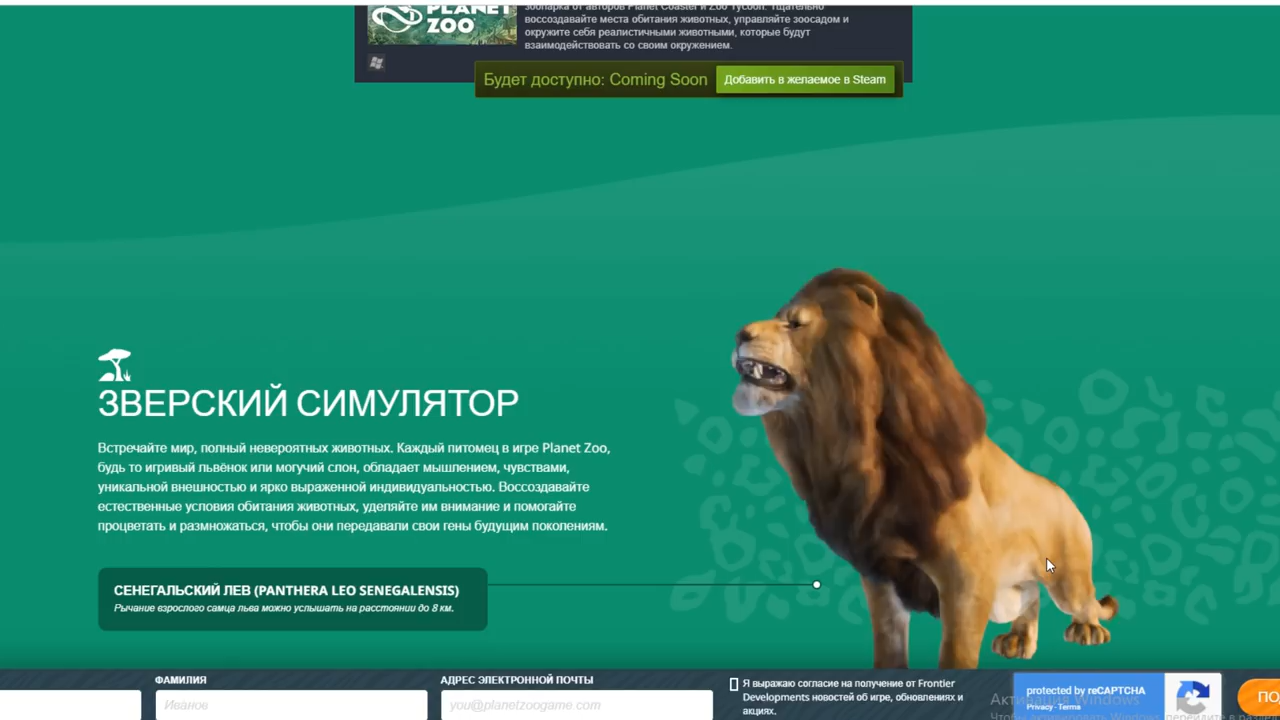 PLANET
ZOO
зоопарка от авторов Planet Coaster и Zoo Tycoon. Тщательно
воссоздавайте места обитания животных, управляйте зоосадом и
окружите себя реалистичными животными, которые будут
взаимодействовать со своим окружением.
Будет доступно: Coming Soon
Добавить в желаемое в Steam
ЗВЕРСКИЙ СИМУЛЯТОР
Встречайте мир, полный невероятных животных. Каждый питомец в игре Planet Zoo,
будь то игривый львёнок или могучий слон, обладает мышлением, чувствами,
уникальной внешностью и ярко выраженной индивидуальностью. Воссоздавайте
естественные условия обитания животных, уделяйте им внимание и помогайте
процветать и размножаться, чтобы они передавали свои гены будущим поколениям.
СЕНЕГАЛЬСКИЙ ЛЕВ (PANTHERA LEO SENEGALENSIS)
Рычание взрослого самца льва можно услышать на расстоянии до 8 км.
ФАМИЛИЯ
Иванов
АДРЕС ЭЛЕКТРОННОЙ ПОЧТЫ
you@planetzoogame.com
Я выражаю согласие на получение от Frontier
Developments новостей об игре, обновлениях и
акциях.
protected by reCAPTCHA
Privacy - Terms
Активация Windows
ПО